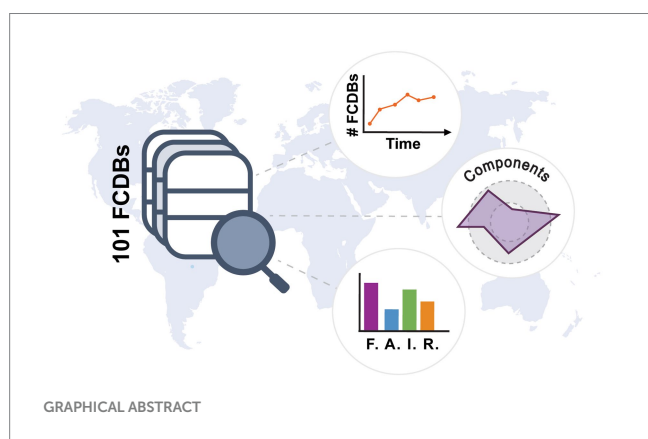 101 FCDBs
# FCDBs
Time
Components
F. A. I. R.
GRAPHICAL ABSTRACT